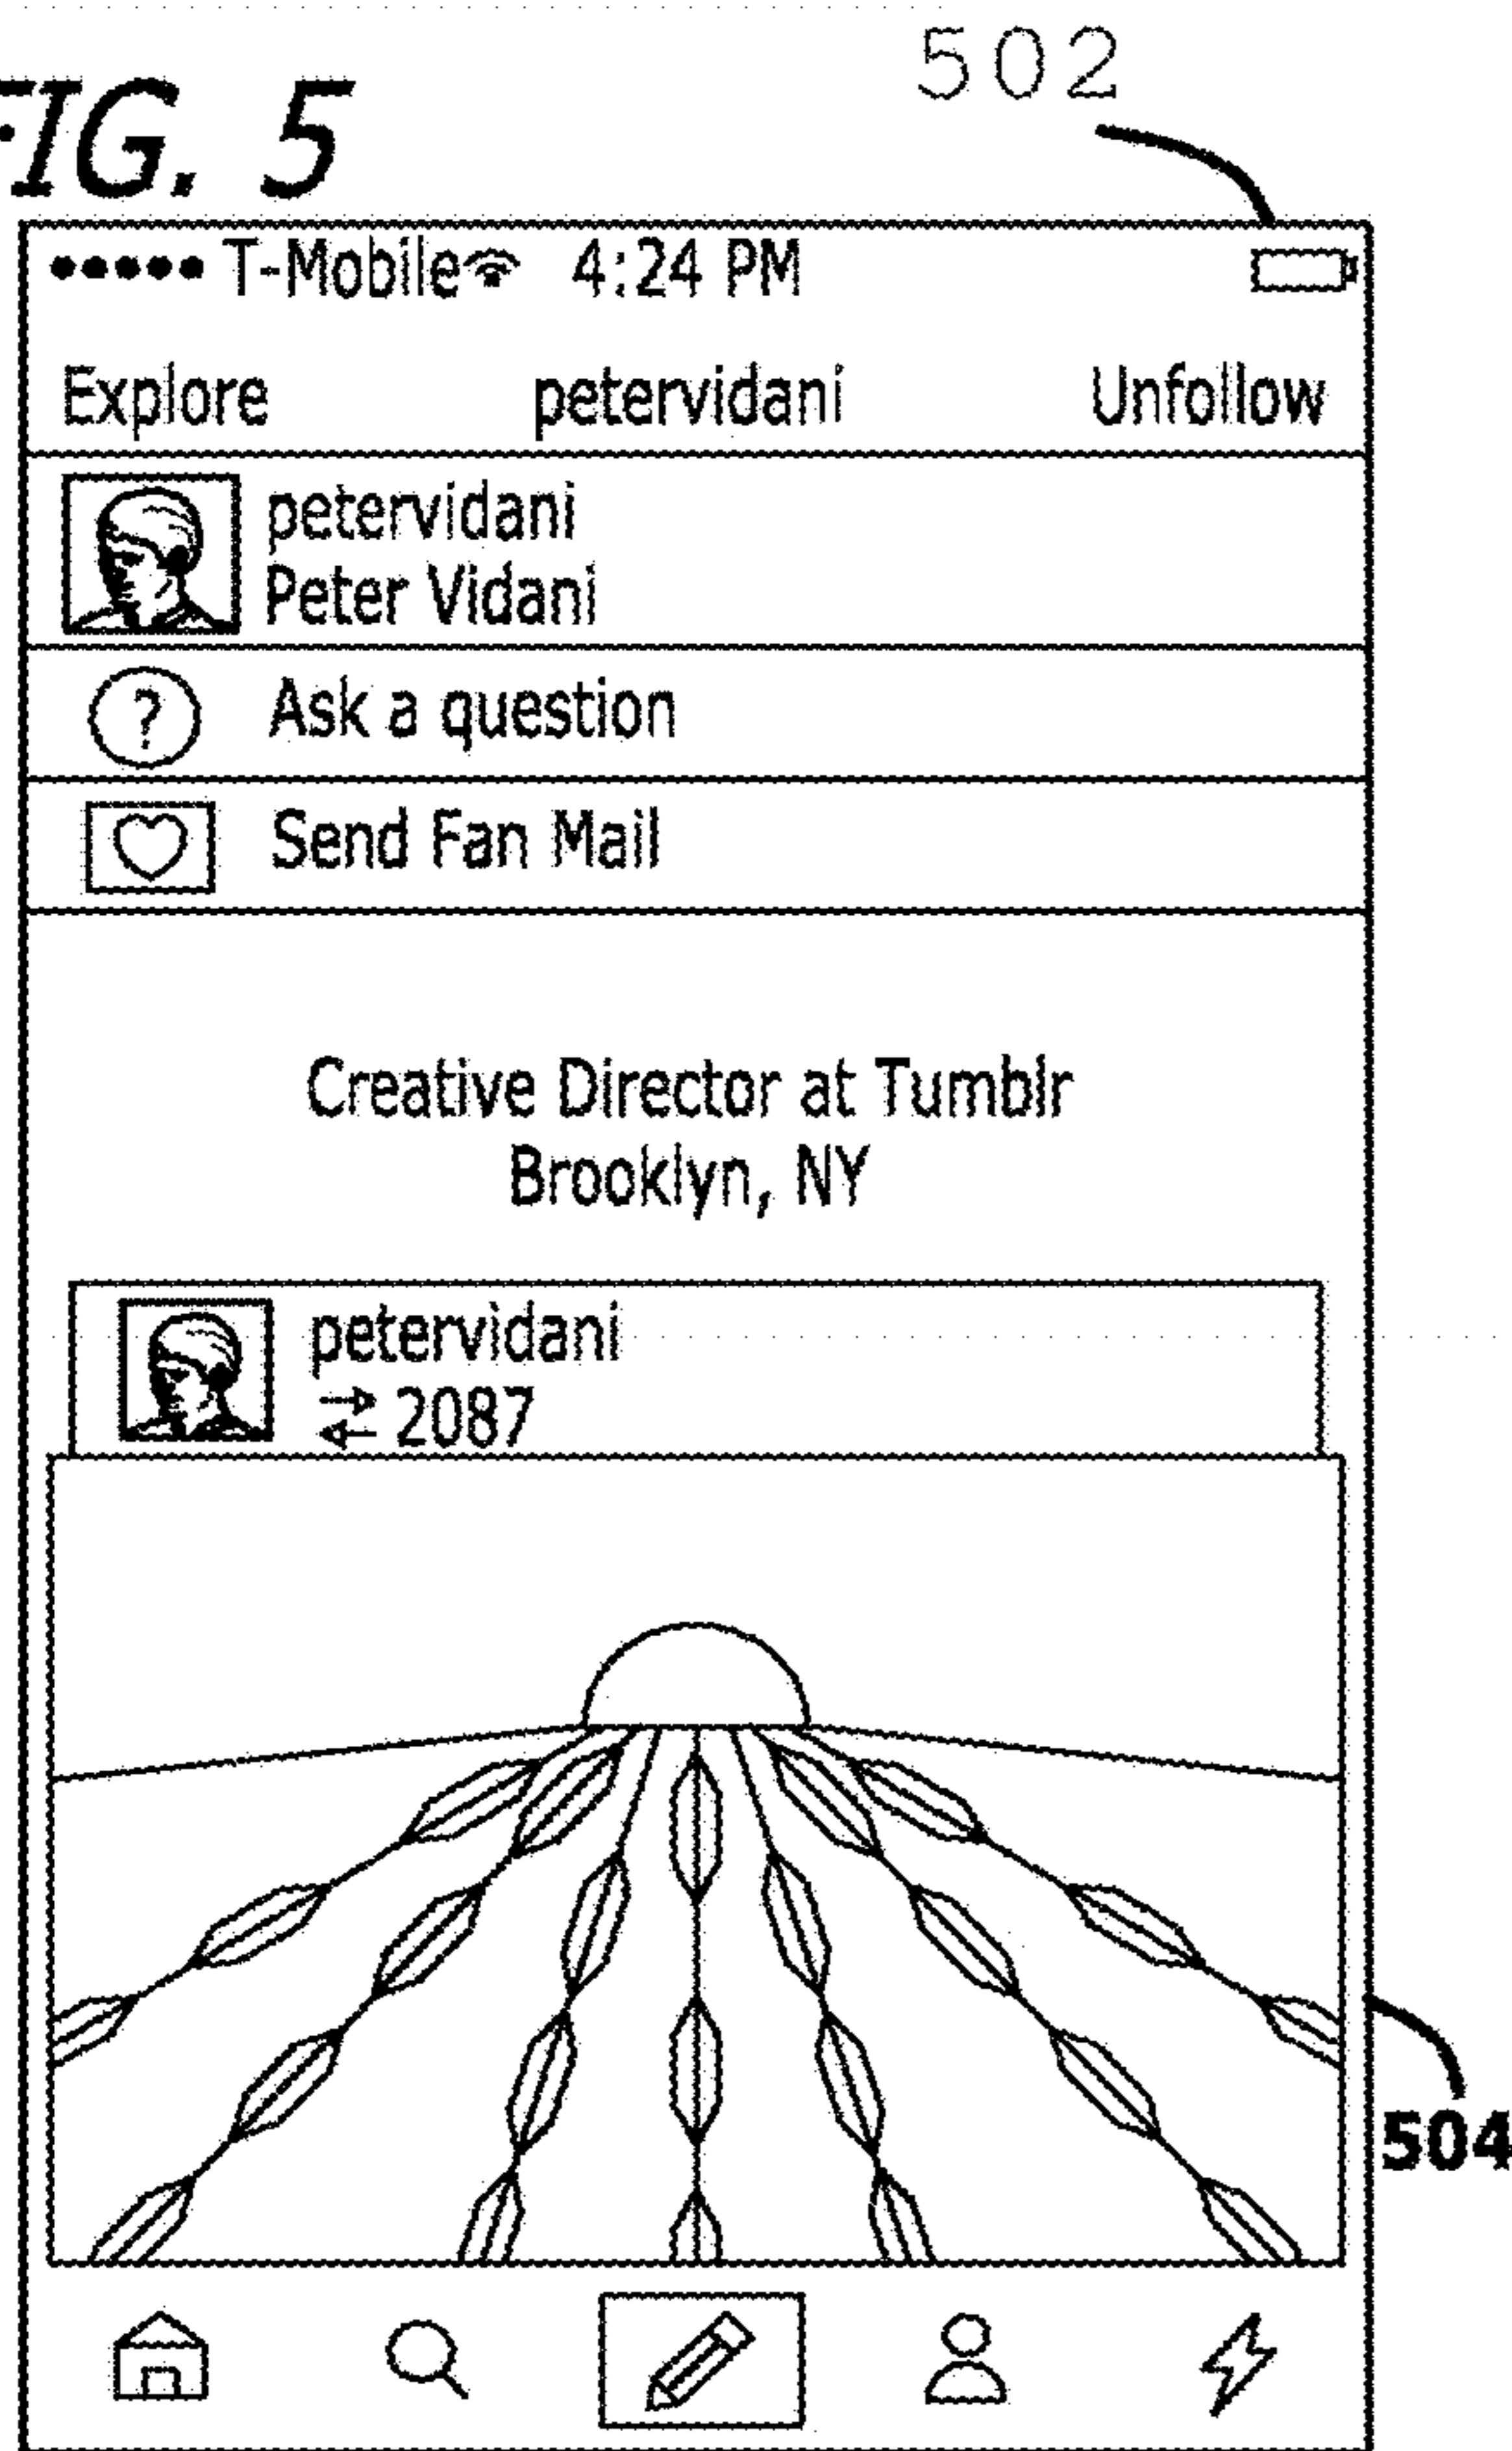 502
FIG. 5
T-Mobile 4:24 PM
Explore petervidani Unfollow
petervidani
Peter Vidani
? Ask a question
Send Fan Mail
Creative Director at Tumblr
Brooklyn, NY
petervidani
2087
504